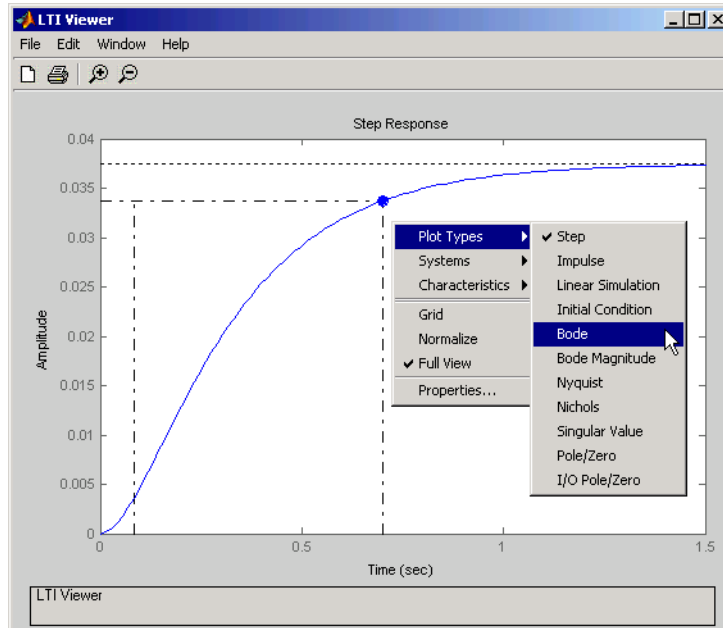 LTI Viewer
File Edit Window Help
Step Response
0.04
0.035
0.03
0.025
0.02
0.015
0.01
0.005
0
Amplitude
0
0.5
1
1.5
Time (sec)
Plot Types
Systems
Characteristics
Grid
Normalize
Full View
Properties...
Step
Impulse
Linear Simulation
Initial Condition
Bode
Bode Magnitude
Nyquist
Nichols
Singular Value
Pole/Zero
I/O Pole/Zero
LTI Viewer